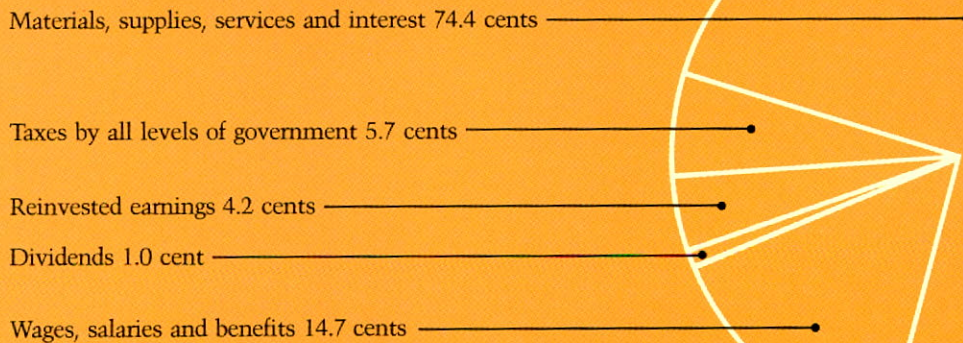 Materials, supplies, services and interest 74.4 cents
Taxes by all levels of government 5.7 cents
Reinvested earnings 4.2 cents
Dividends 1.0 cent
Wages, salaries and benefits 14.7 cents